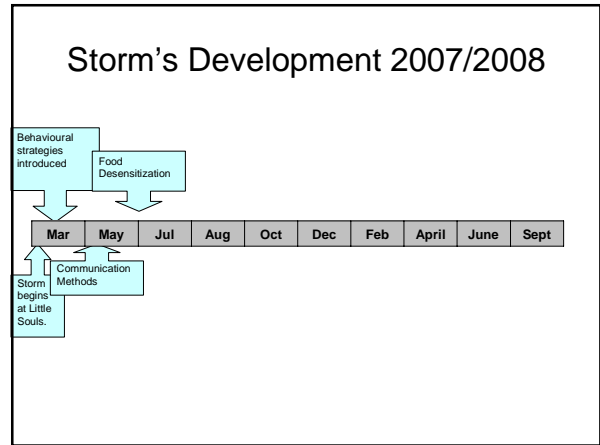 Storm's Development 2007/2008
Behavioural
strategies
introduced
Food
Desensitization
Mar May Jul Aug Oct Dec Feb April June Sept
Communication
Methods
Storm
begins
at Little
Souls.